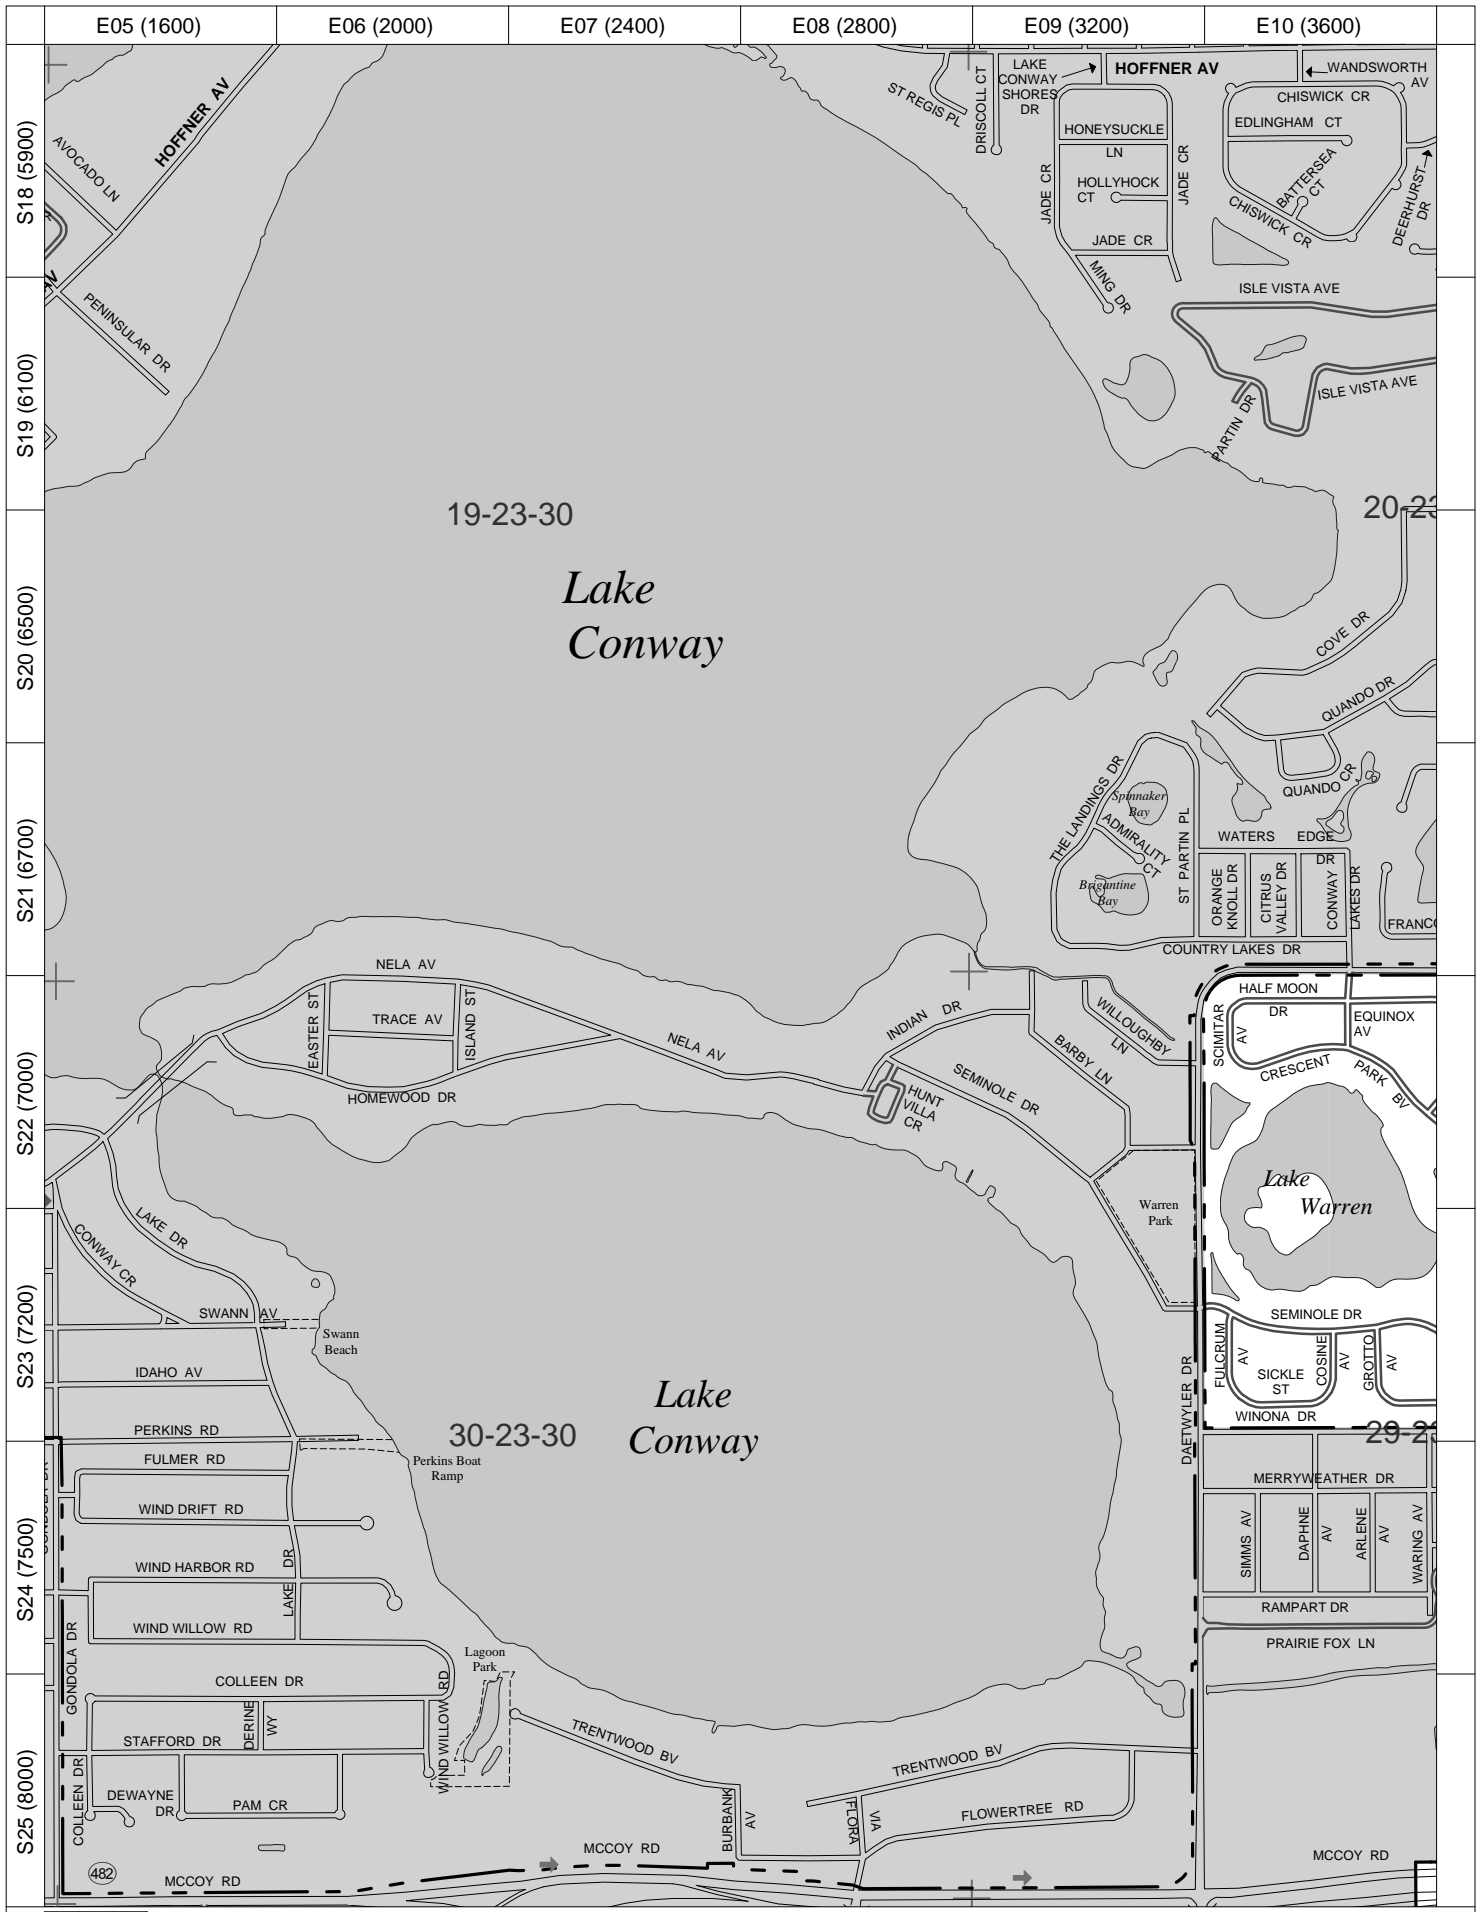 E05 (1600)
E06 (2000)
E07 (2400)
E08 (2800)
E09 (3200)
E10 (3600)
S18 (5900)
S19 (6100)
S20 (6500)
S21 (6700)
S22 (7000)
S23 (7200)
S24 (7500)
S25 (8000)
HOFFNER AV
AVOCADO LN
AV
PENINSULAR DR
ST REGIS PL
DRISCOLL CT
LAKE
CONWAY
SHORES
DR
HOFFNER AV
WANDSWORTH
AV
CHISWICK CR
EDLINGHAM CT
BATTERSEA
CT
CHISWICK CR
DEERHURST
DR
HONEYSUCKLE
LN
JADE CR
JADE CR
HOLLYHOCK
CT
JADE CR
MING DR
ISLE VISTA AVE
ISLE VISTA AVE
PARTIN DR
19-23-30
20-23
Lake
Conway
COVE DR
QUANDO DR
QUANDO CR
THE LANDINGS DR
Spinnaker
Bay
ADMIRALITY
CT
Brigantine
Bay
ST PARTIN PL
WATERS EDGE
DR
ORANGE
KNOLL DR
CITRUS
VALLEY DR
CONWAY
LAKES DR
FRANCO
COUNTRY LAKES DR
NELA AV
EASTER ST
TRACE AV
ISLAND ST
HOMEWOOD DR
NELA AV
INDIAN DR
SEMINOLE DR
HUNT
VILLA
CR
BARBY LN
WILLOUGHBY
LN
HALF MOON
DR
SCIMITAR
AV
EQUINOX
AV
CRESCENT PARK BV
Lake
Warren
Warren
Park
LAKE DR
CONWAY CR
SWANN AV
Swann
Beach
IDAHO AV
PERKINS RD
FULMER RD
Perkins Boat
Ramp
30-23-30
Lake
Conway
DAETWYLER DR
SEMINOLE DR
FULCRUM
AV
SICKLE
ST
COSINE
AV
GROTTO
AV
WINONA DR
29-23
MERRYWEATHER DR
SIMMS AV
DAPHNE
AV
ARLENE
AV
WARING AV
RAMPART DR
PRAIRIE FOX LN
WIND DRIFT RD
WIND HARBOR RD
LAKE DR
WIND WILLOW RD
GONDOLA DR
COLLEEN DR
Lagoon
Park
WIND WILLOW RD
DERINE
WY
STAFFORD DR
COLLEEN DR
DEWAYNE
DR
PAM CR
TRENTWOOD BV
TRENTWOOD BV
BURBANK
AV
FLORA
VIA
FLOWERTREE RD
MCCOY RD
MCCOY RD
MCCOY RD
482